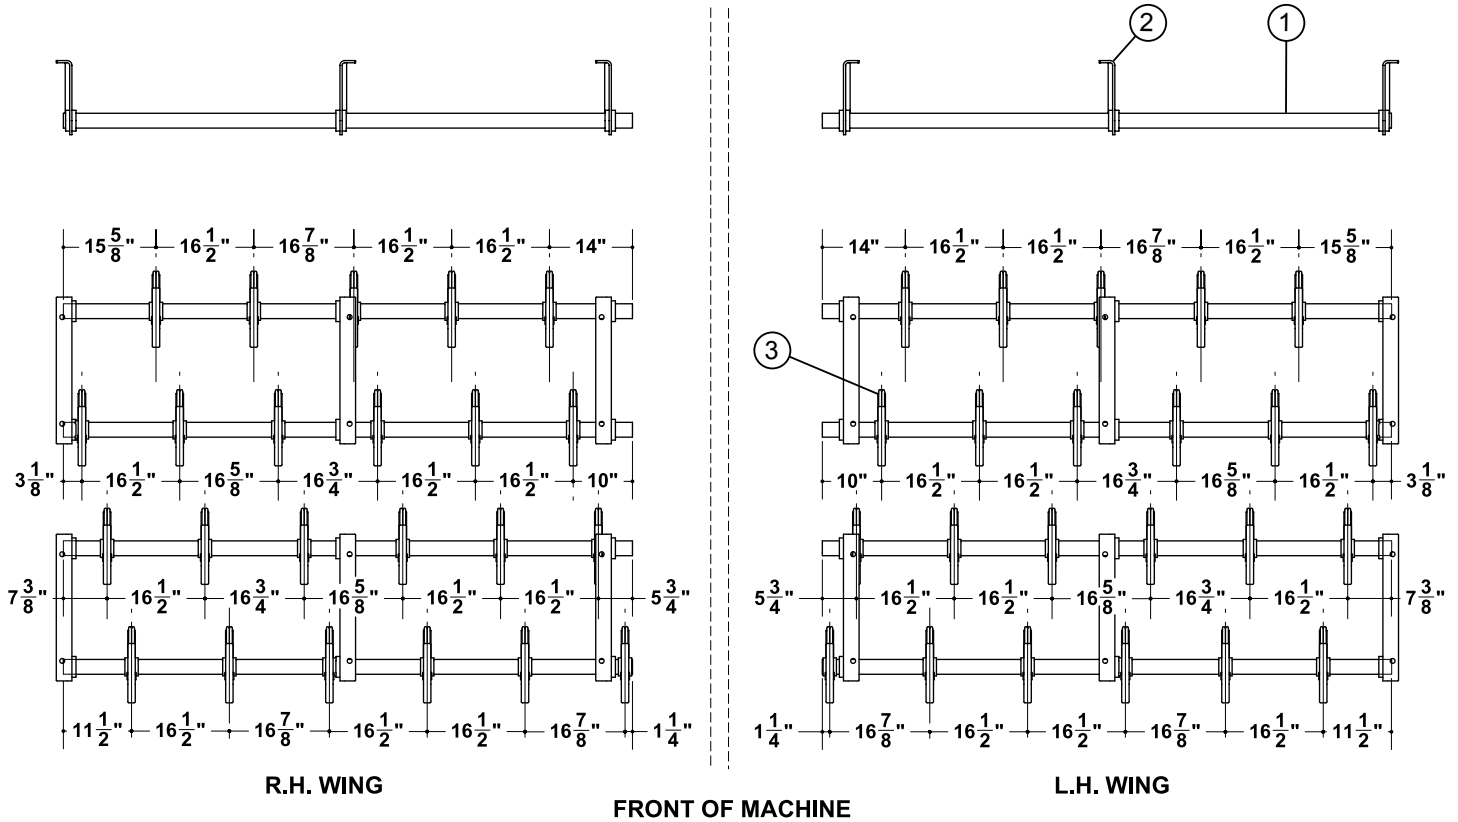 2 1
15 5/8" 16 1/2" 16 7/8" 16 1/2" 16 1/2" 14" 14" 16 1/2" 16 1/2" 16 7/8" 16 1/2" 15 5/8"
3
3 1/8" 16 1/2" 16 5/8" 16 3/4" 16 1/2" 16 1/2" 10" 10" 16 1/2" 16 1/2" 16 3/4" 16 5/8" 16 1/2" 3 1/8"
7 3/8" 16 1/2" 16 3/4" 16 5/8" 16 1/2" 16 1/2" 5 3/4" 5 3/4" 16 1/2" 16 1/2" 16 5/8" 16 3/4" 16 1/2" 7 3/8"
11 1/2" 16 1/2" 16 7/8" 16 1/2" 16 1/2" 16 7/8" 1 1/4" 1 1/4" 16 7/8" 16 1/2" 16 1/2" 16 7/8" 16 1/2" 11 1/2"
R.H. WING L.H. WING
FRONT OF MACHINE